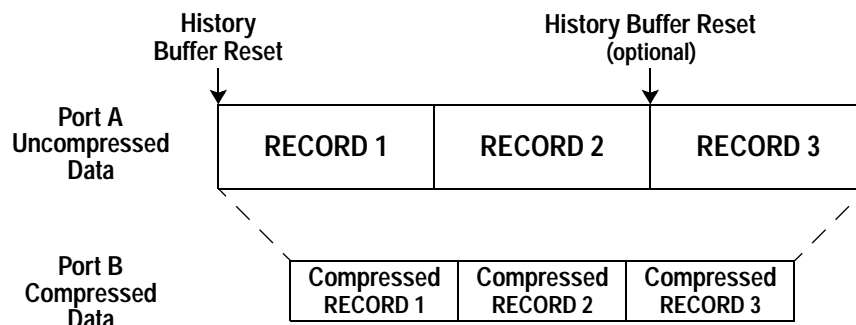 History
Buffer Reset
History Buffer Reset
(optional)
Port A
Uncompressed
Data
RECORD 1
RECORD 2
RECORD 3
Port B
Compressed
Data
Compressed
RECORD 1
Compressed
RECORD 2
Compressed
RECORD 3